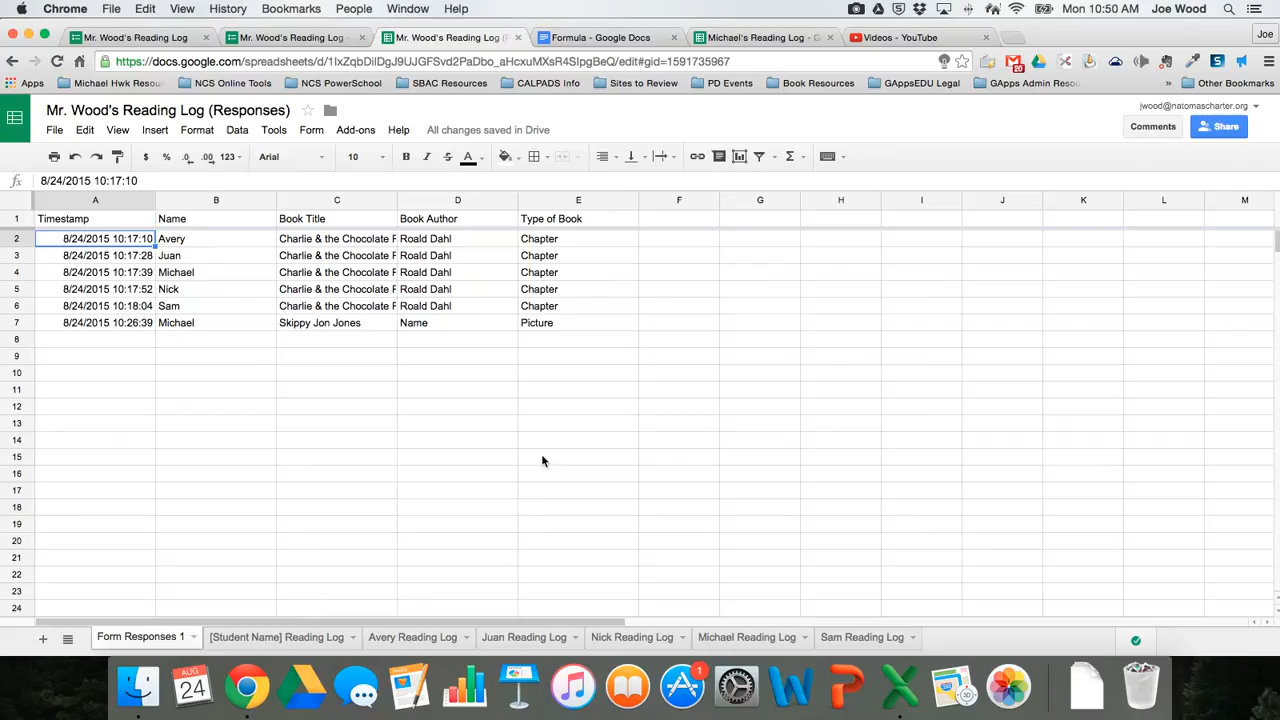 Chrome File Edit View History Bookmarks People Window Help Mon 10:50 AM Joe Wood
Mr. Wood's Reading Log Mr. Wood's Reading Log - Mr. Wood's Reading Log (F Formula - Google Docs Michael's Reading Log - G Videos - YouTube Joe
https://docs.google.com/spreadsheets/d/1IxZqbDiIDgJ9UJGFSvd2PaDbo_aHcxuMXsR4SIpgBeQ/edit#gid=1591735967 20
Apps Michael Hwk Respons NCS Online Tools NCS PowerSchool SBAC Resources CALPADS Info Sites to Review PD Events Book Resources GAppsEDU Legal GApps Admin Resou » Other Bookmarks
Mr. Wood's Reading Log (Responses) jwood@natomascharter.org
File Edit View Insert Format Data Tools Form Add-ons Help All changes saved in Drive Comments Share
$ % .0 .00 123 Arial 10 B I S A Σ
fx 8/24/2015 10:17:10
A B C D E F G H I J K L M
1 Timestamp Name Book Title Book Author Type of Book
2 8/24/2015 10:17:10 Avery Charlie & the Chocolate F Roald Dahl Chapter
3 8/24/2015 10:17:28 Juan Charlie & the Chocolate F Roald Dahl Chapter
4 8/24/2015 10:17:39 Michael Charlie & the Chocolate F Roald Dahl Chapter
5 8/24/2015 10:17:52 Nick Charlie & the Chocolate F Roald Dahl Chapter
6 8/24/2015 10:18:04 Sam Charlie & the Chocolate F Roald Dahl Chapter
7 8/24/2015 10:26:39 Michael Skippy Jon Jones Name Picture
8
9
10
11
12
13
14
15
16
17
18
19
20
21
22
23
24
Form Responses 1 [Student Name] Reading Log Avery Reading Log Juan Reading Log Nick Reading Log Michael Reading Log Sam Reading Log
AUG
24
1